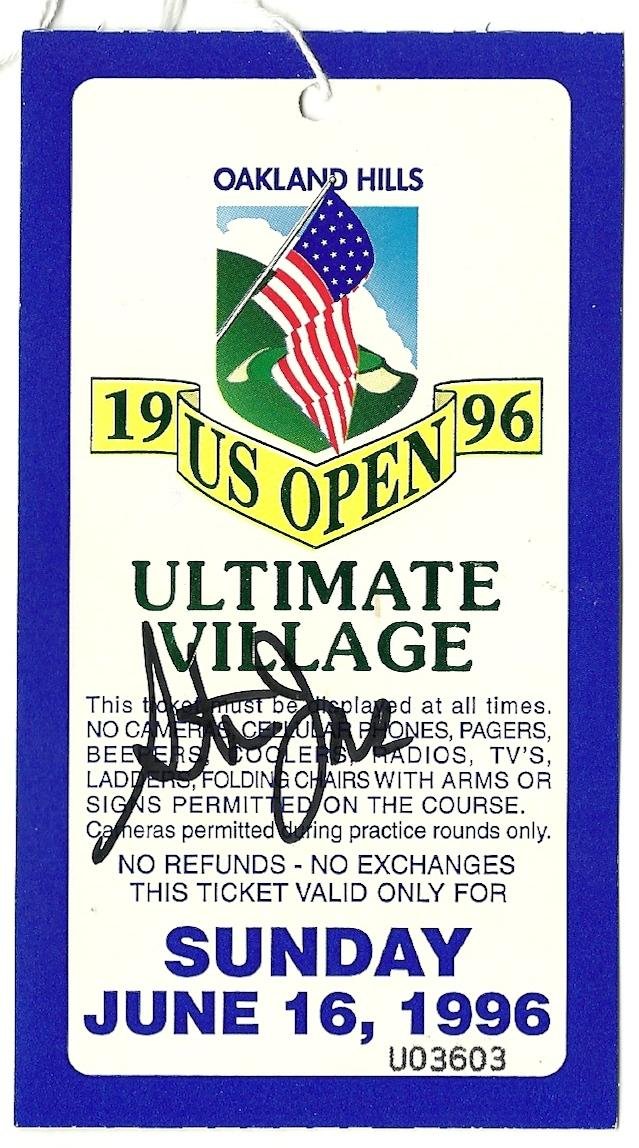 OAKLAND HILLS
19 US OPEN 96
ULTIMATE
VILLAGE
This ticket must be displayed at all times.
NO CAMERAS, CELLULAR PHONES, PAGERS,
BEEPERS, COOLERS, RADIOS, TV'S,
LADDERS, FOLDING CHAIRS WITH ARMS OR
SIGNS PERMITTED ON THE COURSE.
Cameras permitted during practice rounds only.
NO REFUNDS - NO EXCHANGES
THIS TICKET VALID ONLY FOR
SUNDAY
JUNE 16, 1996
U03603